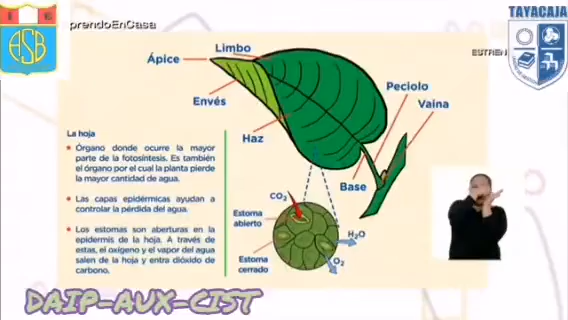 prendoEnCasa
I E
ASB
TAYACAJA
ESTREN
Limbo
Ápice
Envés
Haz
Peciolo
Vaina
Base
La hoja
• Órgano donde ocurre la mayor
parte de la fotosíntesis. Es también
el órgano por el cual la planta pierde
la mayor cantidad de agua.
• Las capas epidérmicas ayudan a
controlar la pérdida del agua.
• Los estomas son aberturas en la
epidermis de la hoja. A través de
estas, el oxígeno y el vapor del agua
salen de la hoja y entra dióxido de
carbono.
CO₂
Estoma
abierto
H₂O
O₂
Estoma
cerrado
DAIP-AUX-CIST